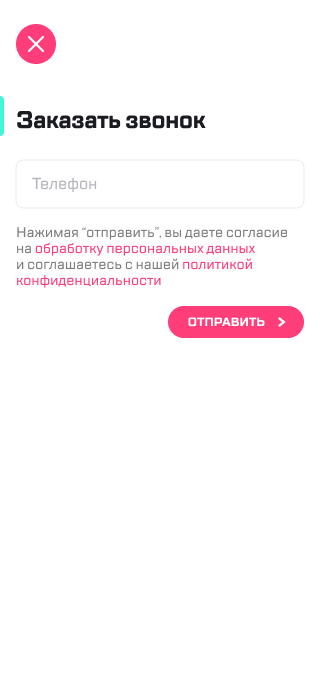 Заказать звонок
Телефон
Нажимая “отправить”, вы даете согласие
на обработку персональных данных
и соглашаетесь с нашей политикой
конфиденциальности
ОТПРАВИТЬ